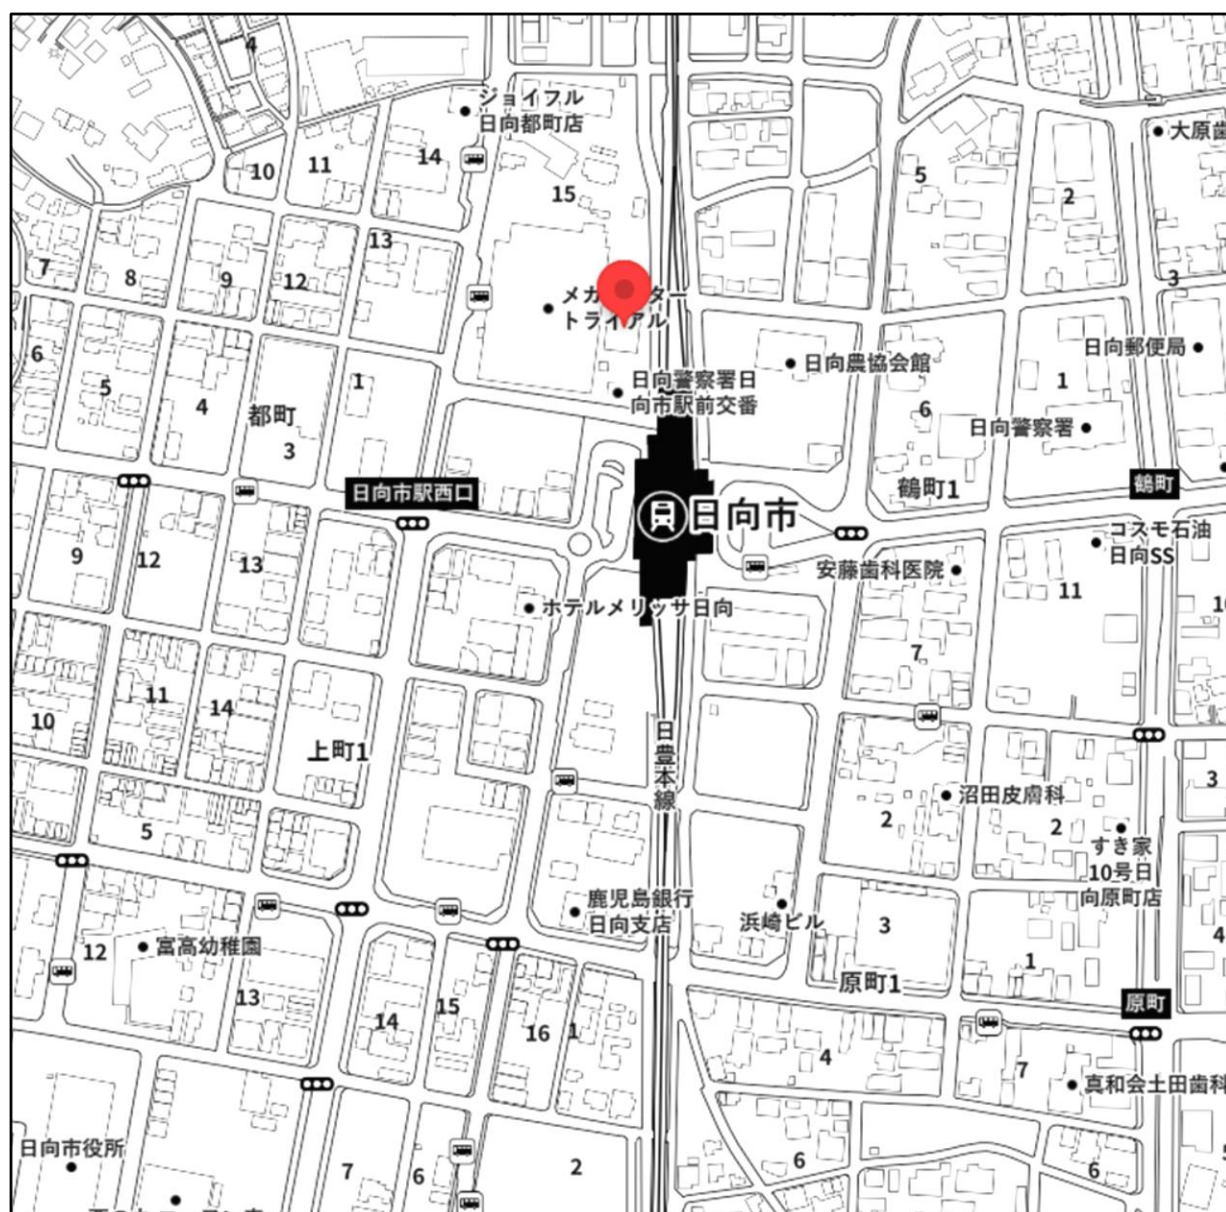 4
ジョイフル
日向都町店
大原歯
10
11
14
15
5
2
13
7
8
9
12
3
メガ
ター
トライアル
日向農協会館
日向郵便局
6
5
4
1
日向警察署日
向市駅前交番
6
1
日向警察署
都町
3
日向市駅西口
鶴町1
鶴町
日向市
コスモ石油
日向SS
9
12
13
安藤歯科医院
11
ホテルメリッサ日向
7
10
11
14
上町1
日豊本線
沼田皮膚科
3
5
2
2
すき家
10号日
向原町店
鹿児島銀行
日向支店
浜崎ビル
3
4
12
富高幼稚園
13
14
15
16
1
原町1
1
原町
4
7
真和会土田歯科
日向市役所
7
6
2
6
6